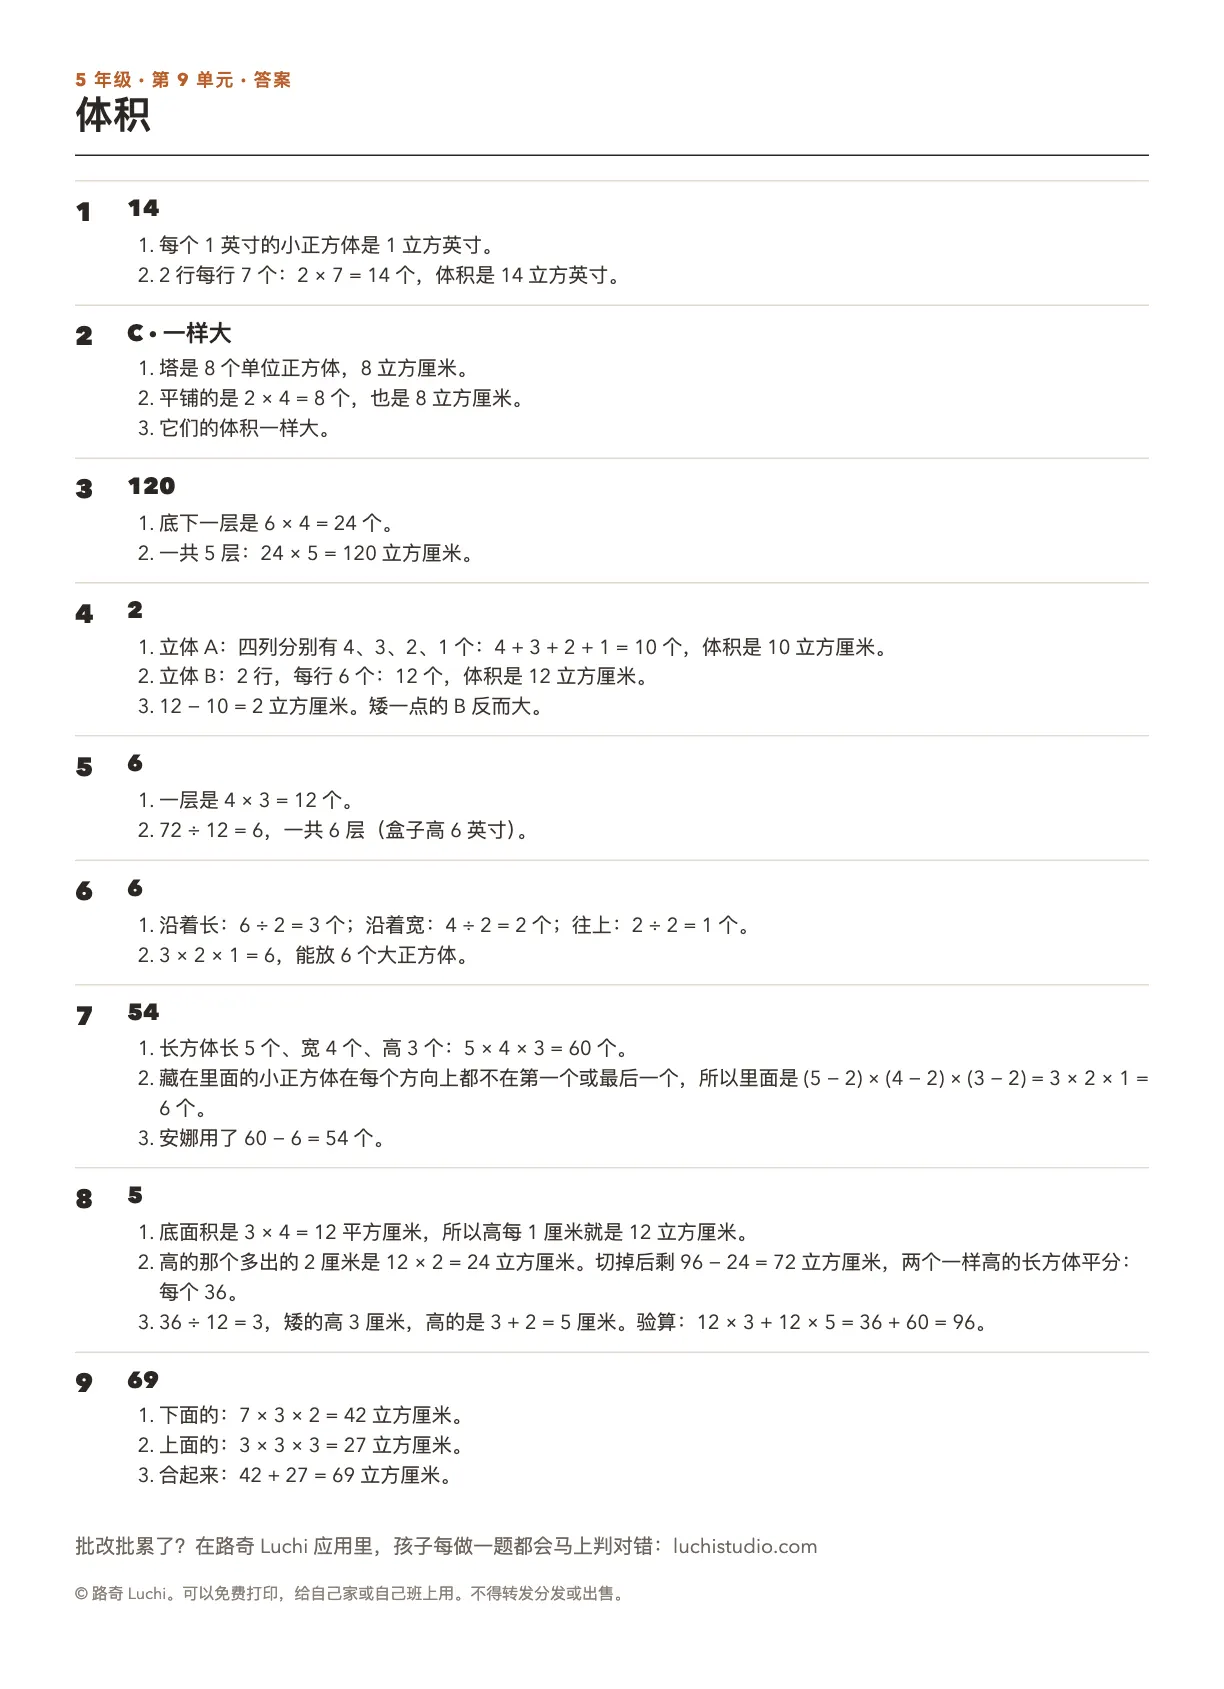 5 年级 · 第 9 单元 · 答案
体积
1 14
1. 每个 1 英寸的小正方体是 1 立方英寸。
2. 2 行每行 7 个：2 × 7 = 14 个，体积是 14 立方英寸。
2 C · 一样大
1. 塔是 8 个单位正方体，8 立方厘米。
2. 平铺的是 2 × 4 = 8 个，也是 8 立方厘米。
3. 它们的体积一样大。
3 120
1. 底下一层是 6 × 4 = 24 个。
2. 一共 5 层：24 × 5 = 120 立方厘米。
4 2
1. 立体 A：四列分别有 4、3、2、1 个：4 + 3 + 2 + 1 = 10 个，体积是 10 立方厘米。
2. 立体 B：2 行，每行 6 个：12 个，体积是 12 立方厘米。
3. 12 − 10 = 2 立方厘米。矮一点的 B 反而大。
5 6
1. 一层是 4 × 3 = 12 个。
2. 72 ÷ 12 = 6，一共 6 层（盒子高 6 英寸）。
6 6
1. 沿着长：6 ÷ 2 = 3 个；沿着宽：4 ÷ 2 = 2 个；往上：2 ÷ 2 = 1 个。
2. 3 × 2 × 1 = 6，能放 6 个大正方体。
7 54
1. 长方体长 5 个、宽 4 个、高 3 个：5 × 4 × 3 = 60 个。
2. 藏在里面的小正方体在每个方向上都不在第一个或最后一个，所以里面是 (5 − 2) × (4 − 2) × (3 − 2) = 3 × 2 × 1 =
6 个。
3. 安娜用了 60 − 6 = 54 个。
8 5
1. 底面积是 3 × 4 = 12 平方厘米，所以高每 1 厘米就是 12 立方厘米。
2. 高的那个多出的 2 厘米是 12 × 2 = 24 立方厘米。切掉后剩 96 − 24 = 72 立方厘米，两个一样高的长方体平分：
每个 36。
3. 36 ÷ 12 = 3，矮的高 3 厘米，高的是 3 + 2 = 5 厘米。验算：12 × 3 + 12 × 5 = 36 + 60 = 96。
9 69
1. 下面的：7 × 3 × 2 = 42 立方厘米。
2. 上面的：3 × 3 × 3 = 27 立方厘米。
3. 合起来：42 + 27 = 69 立方厘米。
批改批累了？在路奇 Luchi 应用里，孩子每做一题都会马上判对错：luchistudio.com
© 路奇 Luchi。可以免费打印，给自己家或自己班上用。不得转发分发或出售。